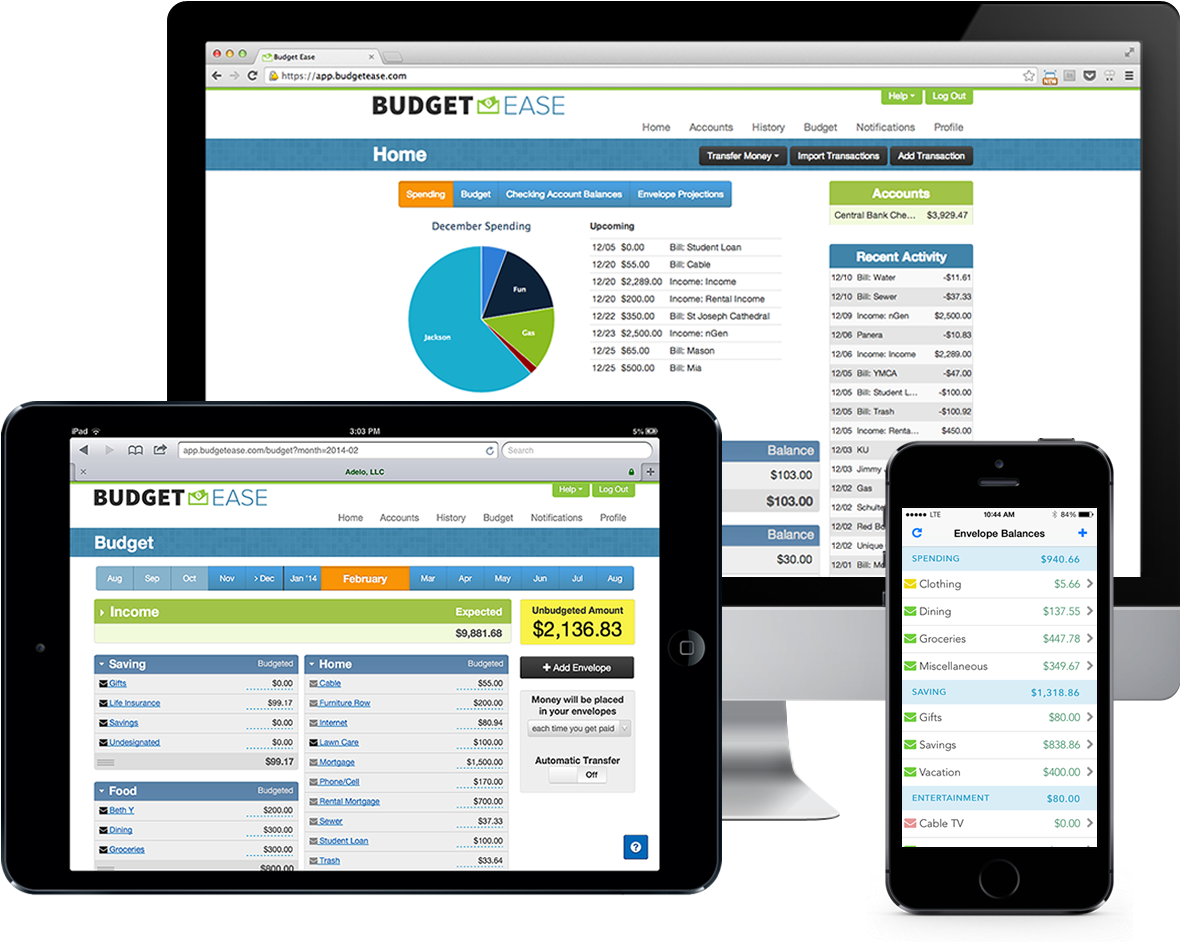 Budget Ease
https://app.budgetease.com
NEW
BUDGET EASE
Help
Log Out
Home Accounts History Budget Notifications Profile
Home
Transfer Money Import Transactions Add Transaction
Spending Budget Checking Account Balances Envelope Projections
December Spending
Fun
Gas
Jackson
Upcoming
12/05 $0.00 Bill: Student Loan
12/20 $55.00 Bill: Cable
12/20 $2,289.00 Income: Income
12/20 $200.00 Income: Rental Income
12/22 $350.00 Bill: St Joseph Cathedral
12/23 $2,500.00 Income: nGen
12/25 $65.00 Bill: Mason
12/25 $500.00 Bill: Mia
Accounts
Central Bank Che... $3,929.47
Recent Activity
12/10 Bill: Water -$11.61
12/10 Bill: Sewer -$37.33
12/09 Income: nGen $2,500.00
12/06 Panera -$10.83
12/06 Income: Income $2,289.00
12/05 Bill: YMCA -$47.00
12/05 Bill: Student L... -$100.00
12/05 Bill: Trash -$100.92
12/05 Income: Renta... $450.00
12/03 KU
12/03 Jimmy
12/02 Gas
12/02 Schulte
12/02 Red Bo
12/02 Unique
12/01 Bill: Mo
Balance
$103.00
$103.00
Balance
$30.00
iPad 3:03 PM 5%
app.budgetease.com/budget?month=2014-02
Search
Adelo, LLC
BUDGET EASE
Help
Log Out
Home Accounts History Budget Notifications Profile
Budget
Aug Sep Oct Nov > Dec Jan '14 February Mar Apr May Jun Jul Aug
Income Expected
$9,881.68
Unbudgeted Amount
$2,136.83
Add Envelope
Money will be placed
in your envelopes
each time you get paid
Automatic Transfer
Off
Saving Budgeted
Gifts $0.00
Life Insurance $99.17
Savings $0.00
Undesignated $0.00
$99.17
Food Budgeted
Beth Y $200.00
Dining $300.00
Groceries $300.00
$800.00
Home Budgeted
Cable $55.00
Furniture Row $200.00
Internet $80.94
Lawn Care $100.00
Mortgage $1,500.00
Phone/Cell $170.00
Rental Mortgage $700.00
Sewer $37.33
Student Loan $100.00
Trash $33.64
?
LTE 10:44 AM 84%
Envelope Balances
SPENDING $940.66
Clothing $5.66
Dining $137.55
Groceries $447.78
Miscellaneous $349.67
SAVING $1,318.86
Gifts $80.00
Savings $838.86
Vacation $400.00
ENTERTAINMENT $80.00
Cable TV $0.00